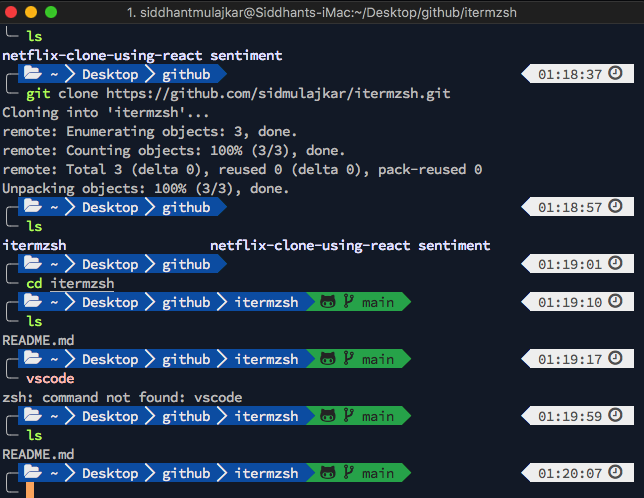 1. siddhantmulajkar@Siddhants-iMac:~/Desktop/github/itermzsh
ls
netflix-clone-using-react sentiment
~ Desktop github 01:18:37
git clone https://github.com/sidmulajkar/itermzsh.git
Cloning into 'itermzsh'...
remote: Enumerating objects: 3, done.
remote: Counting objects: 100% (3/3), done.
remote: Total 3 (delta 0), reused 0 (delta 0), pack-reused 0
Unpacking objects: 100% (3/3), done.
~ Desktop github 01:18:57
ls
itermzsh netflix-clone-using-react sentiment
~ Desktop github 01:19:01
cd itermzsh
~ Desktop github itermzsh main 01:19:10
ls
README.md
~ Desktop github itermzsh main 01:19:17
vscode
zsh: command not found: vscode
~ Desktop github itermzsh main 01:19:59
ls
README.md
~ Desktop github itermzsh main 01:20:07